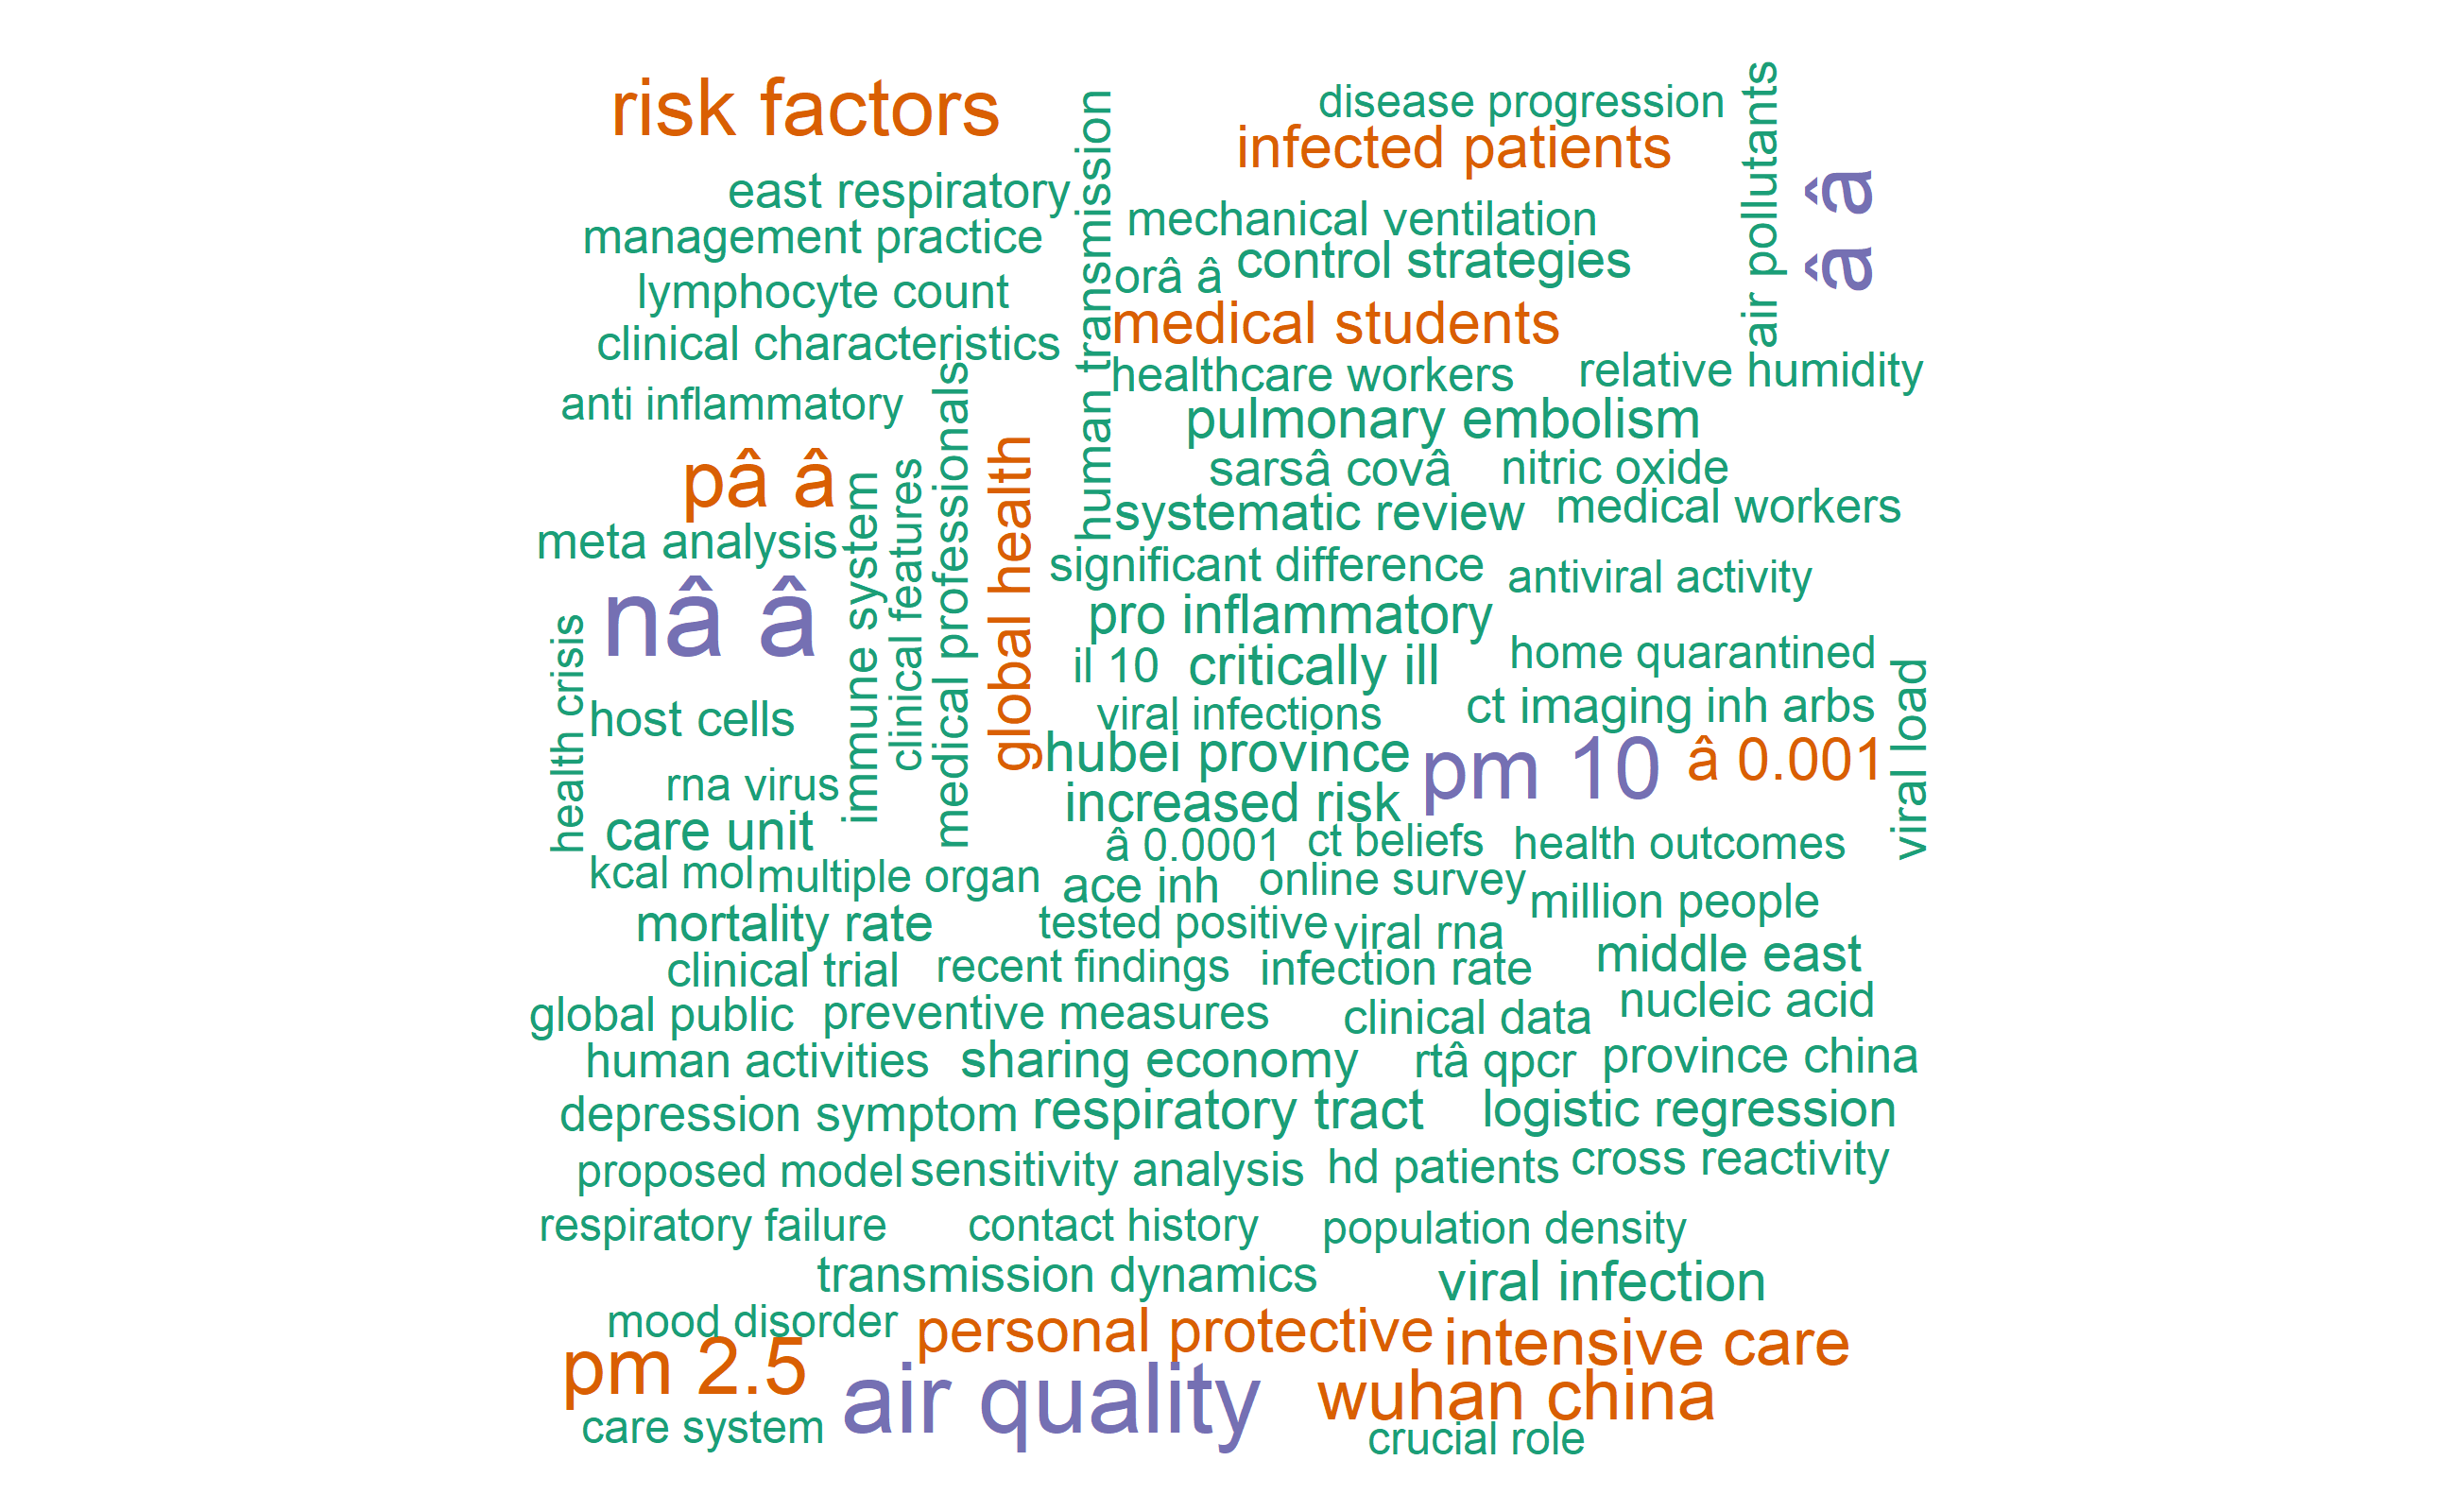 risk factors
disease progression
infected patients
air pollutants
â â
human transmission
east respiratory
mechanical ventilation
management practice
control strategies
orâ â
lymphocyte count
medical students
clinical characteristics
healthcare workers
relative humidity
anti inflammatory
medical professionals
pulmonary embolism
global health
pâ â
immune system
clinical features
sarsâ covâ
nitric oxide
systematic review
medical workers
meta analysis
significant difference
antiviral activity
nâ â
pro inflammatory
health crisis
il 10
critically ill
home quarantined
viral load
host cells
viral infections
ct imaging
inh arbs
hubei province
pm 10
â 0.001
rna virus
increased risk
care unit
â 0.0001
ct beliefs
health outcomes
kcal mol
multiple organ
ace inh
online survey
million people
mortality rate
tested positive
viral rna
middle east
clinical trial
recent findings
infection rate
nucleic acid
global public
preventive measures
clinical data
human activities
sharing economy
rtâ qpcr
province china
depression symptom
respiratory tract
logistic regression
proposed model
sensitivity analysis
hd patients
cross reactivity
respiratory failure
contact history
population density
transmission dynamics
viral infection
mood disorder
personal protective
intensive care
pm 2.5
air quality
wuhan china
care system
crucial role